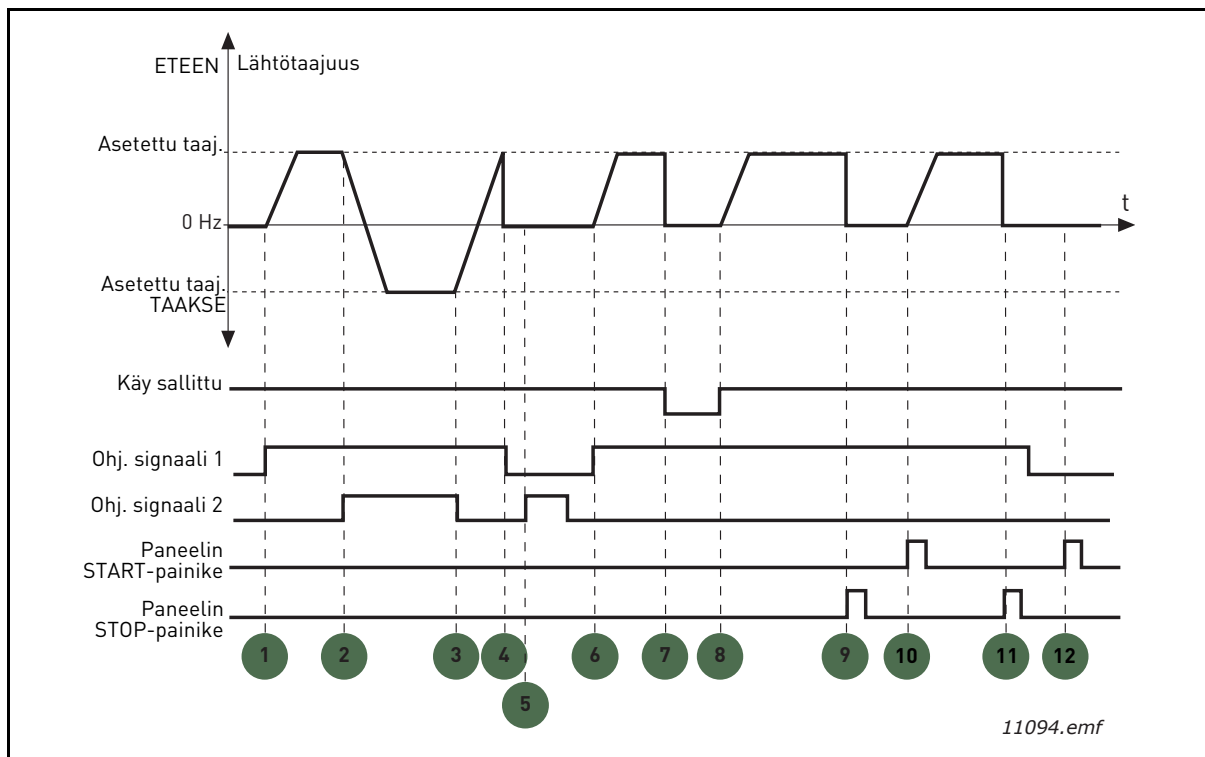 ETEEN
Lähtötaajuus
Asetettu taaj.
0 Hz
t
Asetettu taaj.
TAAKSE
Käy sallittu
Ohj. signaali 1
Ohj. signaali 2
Paneelin
START-painike
Paneelin
STOP-painike
1 2 3 4 6 7 8 9 10 11 12
5
11094.emf